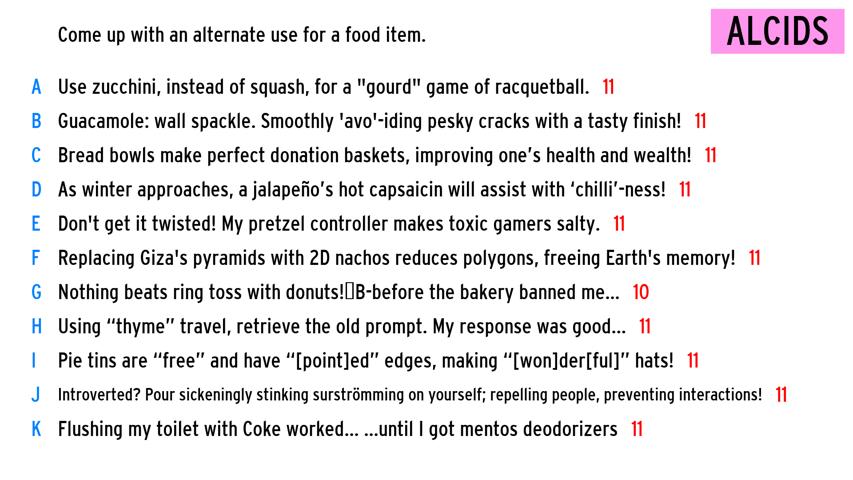 Come up with an alternate use for a food item.
ALCIDS
A Use zucchini, instead of squash, for a "gourd" game of racquetball. 11
B Guacamole: wall spackle. Smoothly 'avo'-iding pesky cracks with a tasty finish! 11
C Bread bowls make perfect donation baskets, improving one’s health and wealth! 11
D As winter approaches, a jalapeño’s hot capsaicin will assist with ‘chilli’-ness! 11
E Don't get it twisted! My pretzel controller makes toxic gamers salty. 11
F Replacing Giza's pyramids with 2D nachos reduces polygons, freeing Earth's memory! 11
G Nothing beats ring toss with donuts!▯B-before the bakery banned me... 10
H Using “thyme” travel, retrieve the old prompt. My response was good... 11
I Pie tins are “free” and have “[point]ed” edges, making “[won]der[ful]” hats! 11
J Introverted? Pour sickeningly stinking surströmming on yourself; repelling people, preventing interactions! 11
K Flushing my toilet with Coke worked... ...until I got mentos deodorizers 11